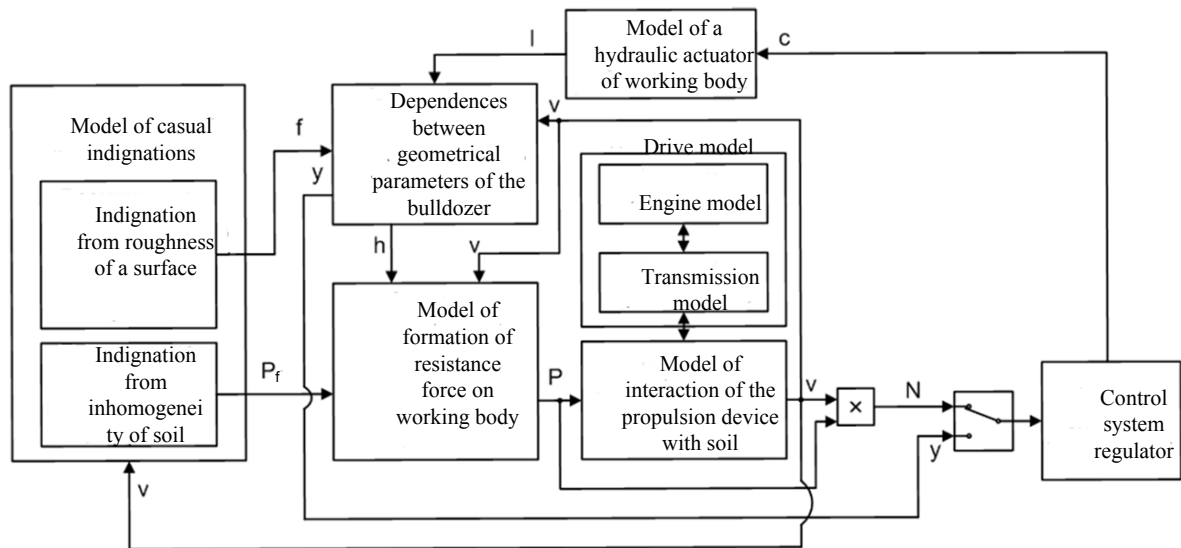 Model of a
hydraulic actuator
of working body
c
l
Dependences
between
geometrical
parameters of the
bulldozer
v
f
y
Model of casual
indignations
Indignation
from roughness
of a surface
Indignation
from
inhomogenei
ty of soil
Drive model
Engine model
Transmission
model
h
v
Model of
formation of
resistance
force on
working body
Pf
P
Model of
interaction of the
propulsion device
with soil
v
×
N
y
Control
system
regulator
v